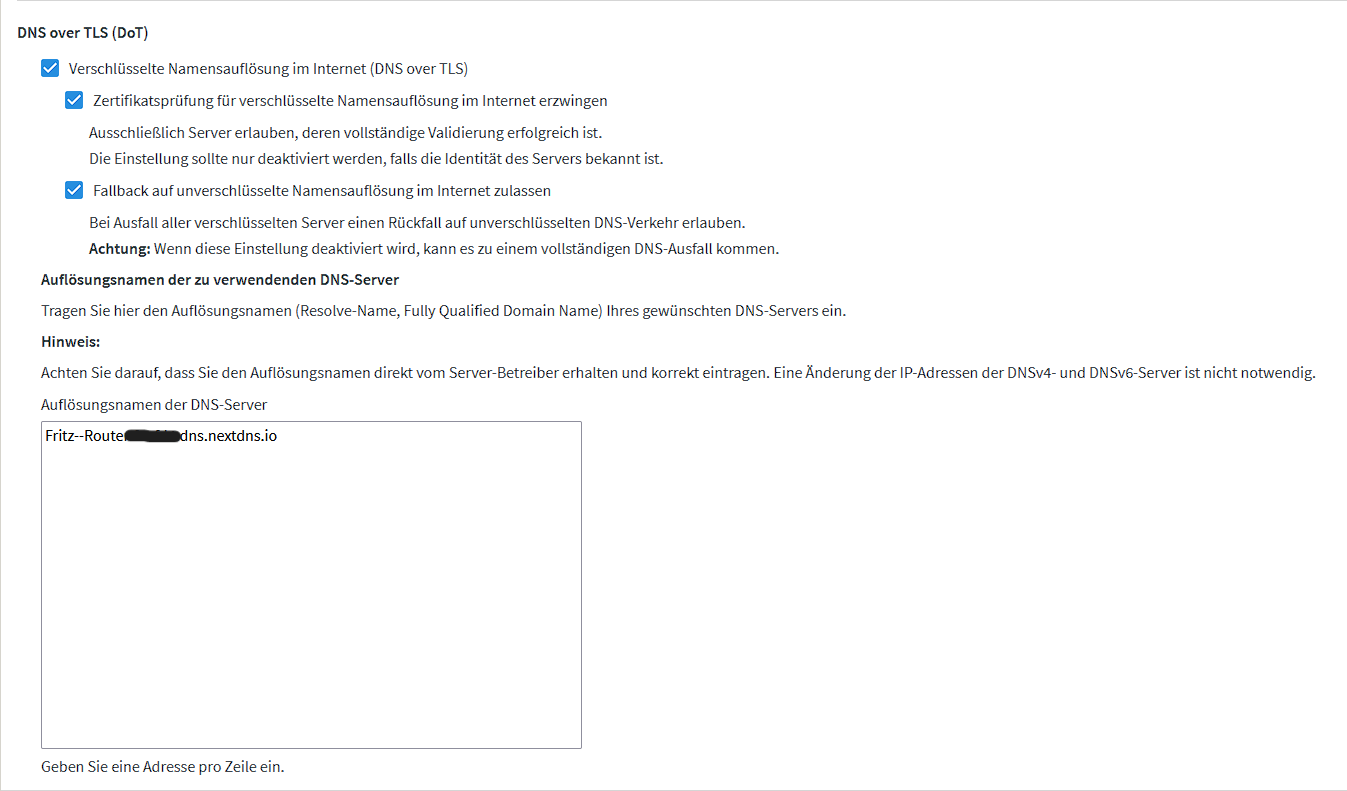 DNS over TLS (DoT)
Verschlüsselte Namensauflösung im Internet (DNS over TLS)
Zertifikatsprüfung für verschlüsselte Namensauflösung im Internet erzwingen
Ausschließlich Server erlauben, deren vollständige Validierung erfolgreich ist.
Die Einstellung sollte nur deaktiviert werden, falls die Identität des Servers bekannt ist.
Fallback auf unverschlüsselte Namensauflösung im Internet zulassen
Bei Ausfall aller verschlüsselten Server einen Rückfall auf unverschlüsselten DNS-Verkehr erlauben.
Achtung: Wenn diese Einstellung deaktiviert wird, kann es zu einem vollständigen DNS-Ausfall kommen.
Auflösungsnamen der zu verwendenden DNS-Server
Tragen Sie hier den Auflösungsnamen (Resolve-Name, Fully Qualified Domain Name) Ihres gewünschten DNS-Servers ein.
Hinweis:
Achten Sie darauf, dass Sie den Auflösungsnamen direkt vom Server-Betreiber erhalten und korrekt eintragen. Eine Änderung der IP-Adressen der DNSv4- und DNSv6-Server ist nicht notwendig.
Auflösungsnamen der DNS-Server
Fritz--Route dns.nextdns.io
Geben Sie eine Adresse pro Zeile ein.